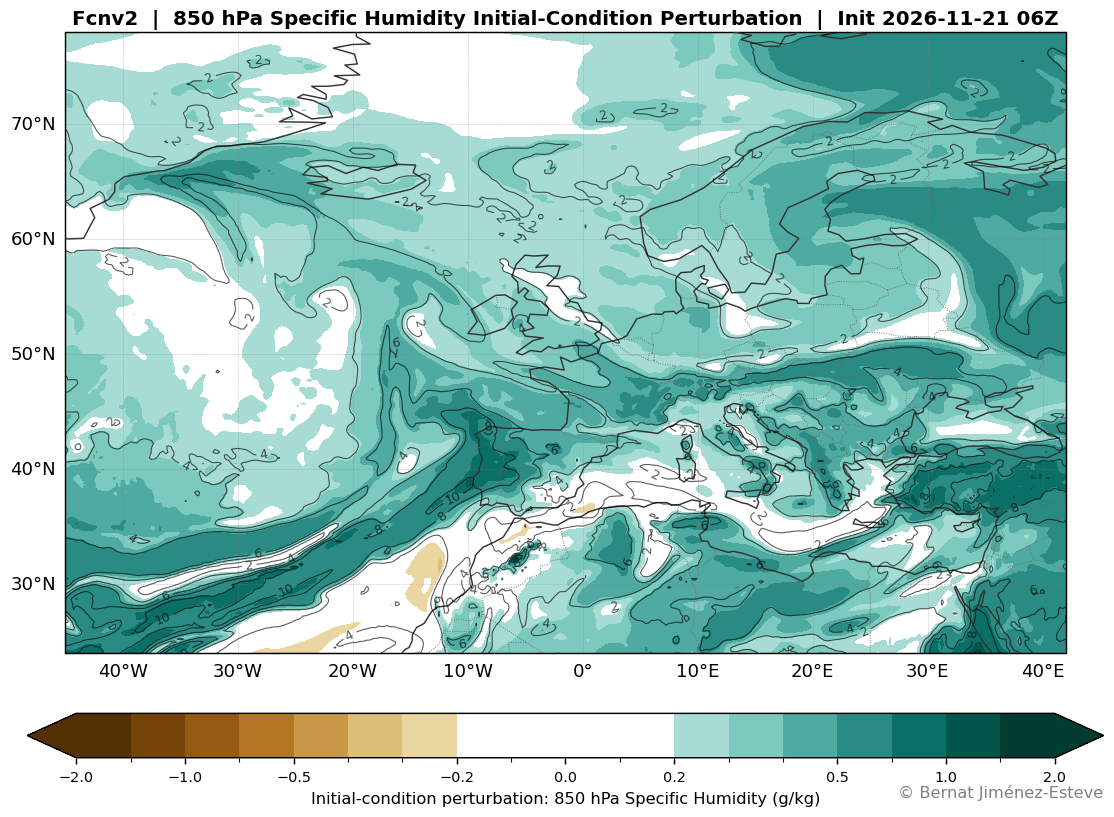 Fcnv2 | 850 hPa Specific Humidity Initial-Condition Perturbation | Init 2026-11-21 06Z
70°N
60°N
50°N
40°N
30°N
40°W 30°W 20°W 10°W 0° 10°E 20°E 30°E 40°E
−2.0 −1.0 −0.5 −0.2 0.0 0.2 0.5 1.0 2.0
Initial-condition perturbation: 850 hPa Specific Humidity (g/kg)
© Bernat Jiménez-Esteve